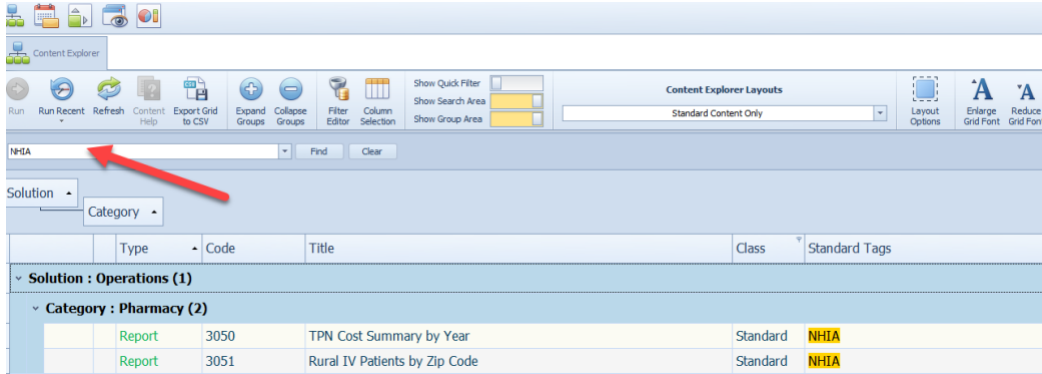 Content Explorer
Run
Run Recent
Refresh
Content Help
Export Grid to CSV
Expand Groups
Collapse Groups
Filter Editor
Column Selection
Show Quick Filter
Show Search Area
Show Group Area
Content Explorer Layouts
Standard Content Only
Layout Options
Enlarge Grid Font
Reduce Grid Fon
NHIA
Find
Clear
Solution
Category
Type
Code
Title
Class
Standard Tags
Solution : Operations (1)
Category : Pharmacy (2)
Report 3050 TPN Cost Summary by Year Standard NHIA
Report 3051 Rural IV Patients by Zip Code Standard NHIA